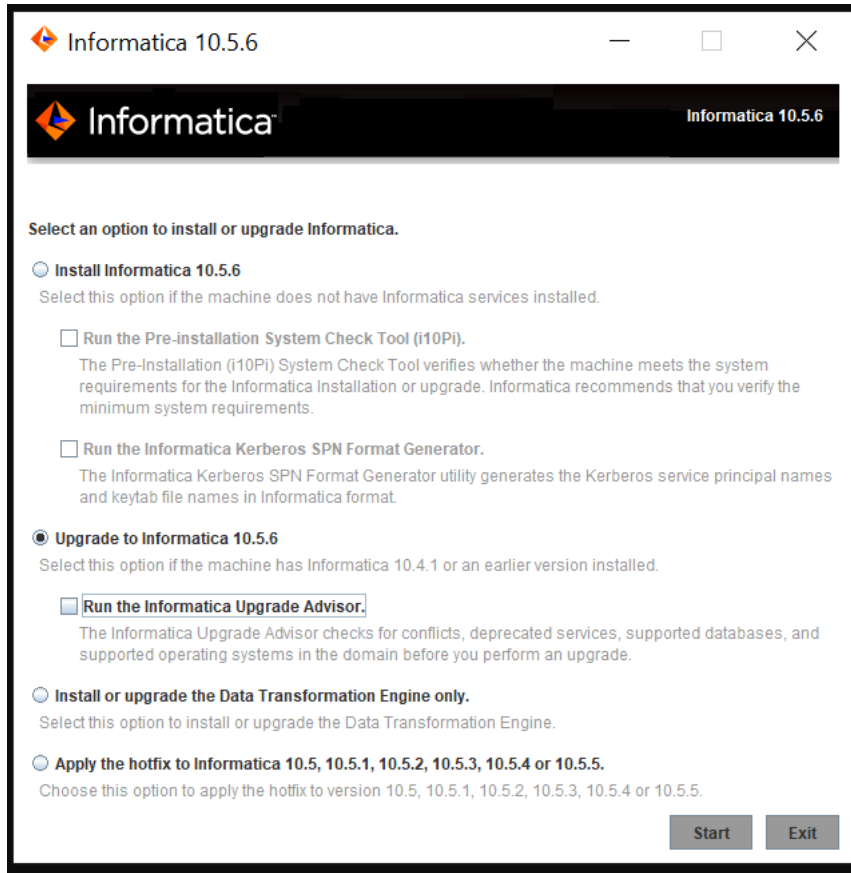 Informatica 10.5.6
Informatica
Informatica 10.5.6
Select an option to install or upgrade Informatica.
Install Informatica 10.5.6
Select this option if the machine does not have Informatica services installed.
Run the Pre-installation System Check Tool (i10Pi).
The Pre-Installation (i10Pi) System Check Tool verifies whether the machine meets the system
requirements for the Informatica Installation or upgrade. Informatica recommends that you verify the
minimum system requirements.
Run the Informatica Kerberos SPN Format Generator.
The Informatica Kerberos SPN Format Generator utility generates the Kerberos service principal names
and keytab file names in Informatica format.
Upgrade to Informatica 10.5.6
Select this option if the machine has Informatica 10.4.1 or an earlier version installed.
Run the Informatica Upgrade Advisor.
The Informatica Upgrade Advisor checks for conflicts, deprecated services, supported databases, and
supported operating systems in the domain before you perform an upgrade.
Install or upgrade the Data Transformation Engine only.
Select this option to install or upgrade the Data Transformation Engine.
Apply the hotfix to Informatica 10.5, 10.5.1, 10.5.2, 10.5.3, 10.5.4 or 10.5.5.
Choose this option to apply the hotfix to version 10.5, 10.5.1, 10.5.2, 10.5.3, 10.5.4 or 10.5.5.
Start Exit